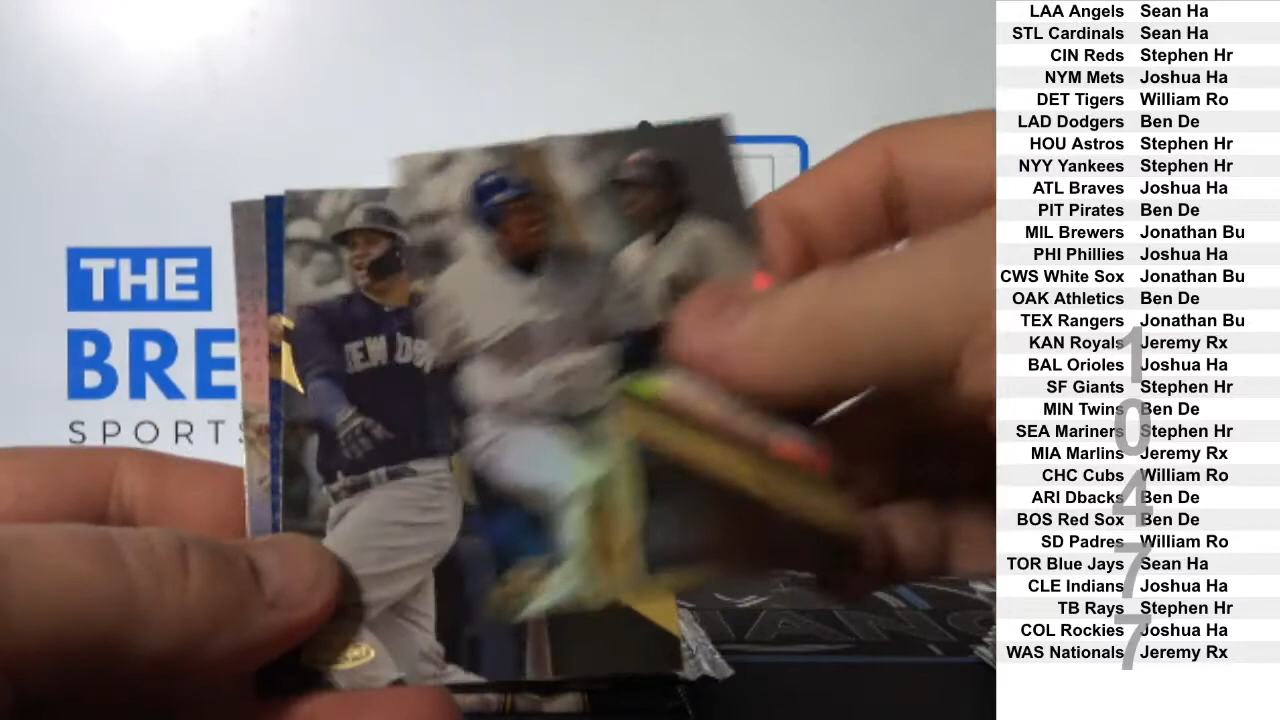 THE
BRE
SPORTS
NEW
LAA Angels Sean Ha
STL Cardinals Sean Ha
CIN Reds Stephen Hr
NYM Mets Joshua Ha
DET Tigers William Ro
LAD Dodgers Ben De
HOU Astros Stephen Hr
NYY Yankees Stephen Hr
ATL Braves Joshua Ha
PIT Pirates Ben De
MIL Brewers Jonathan Bu
PHI Phillies Joshua Ha
CWS White Sox Jonathan Bu
OAK Athletics Ben De
TEX Rangers Jonathan Bu
KAN Royals Jeremy Rx
BAL Orioles Joshua Ha
SF Giants Stephen Hr
MIN Twins Ben De
SEA Mariners Stephen Hr
MIA Marlins Jeremy Rx
CHC Cubs William Ro
ARI Dbacks Ben De
BOS Red Sox Ben De
SD Padres William Ro
TOR Blue Jays Sean Ha
CLE Indians Joshua Ha
TB Rays Stephen Hr
COL Rockies Joshua Ha
WAS Nationals Jeremy Rx
10477